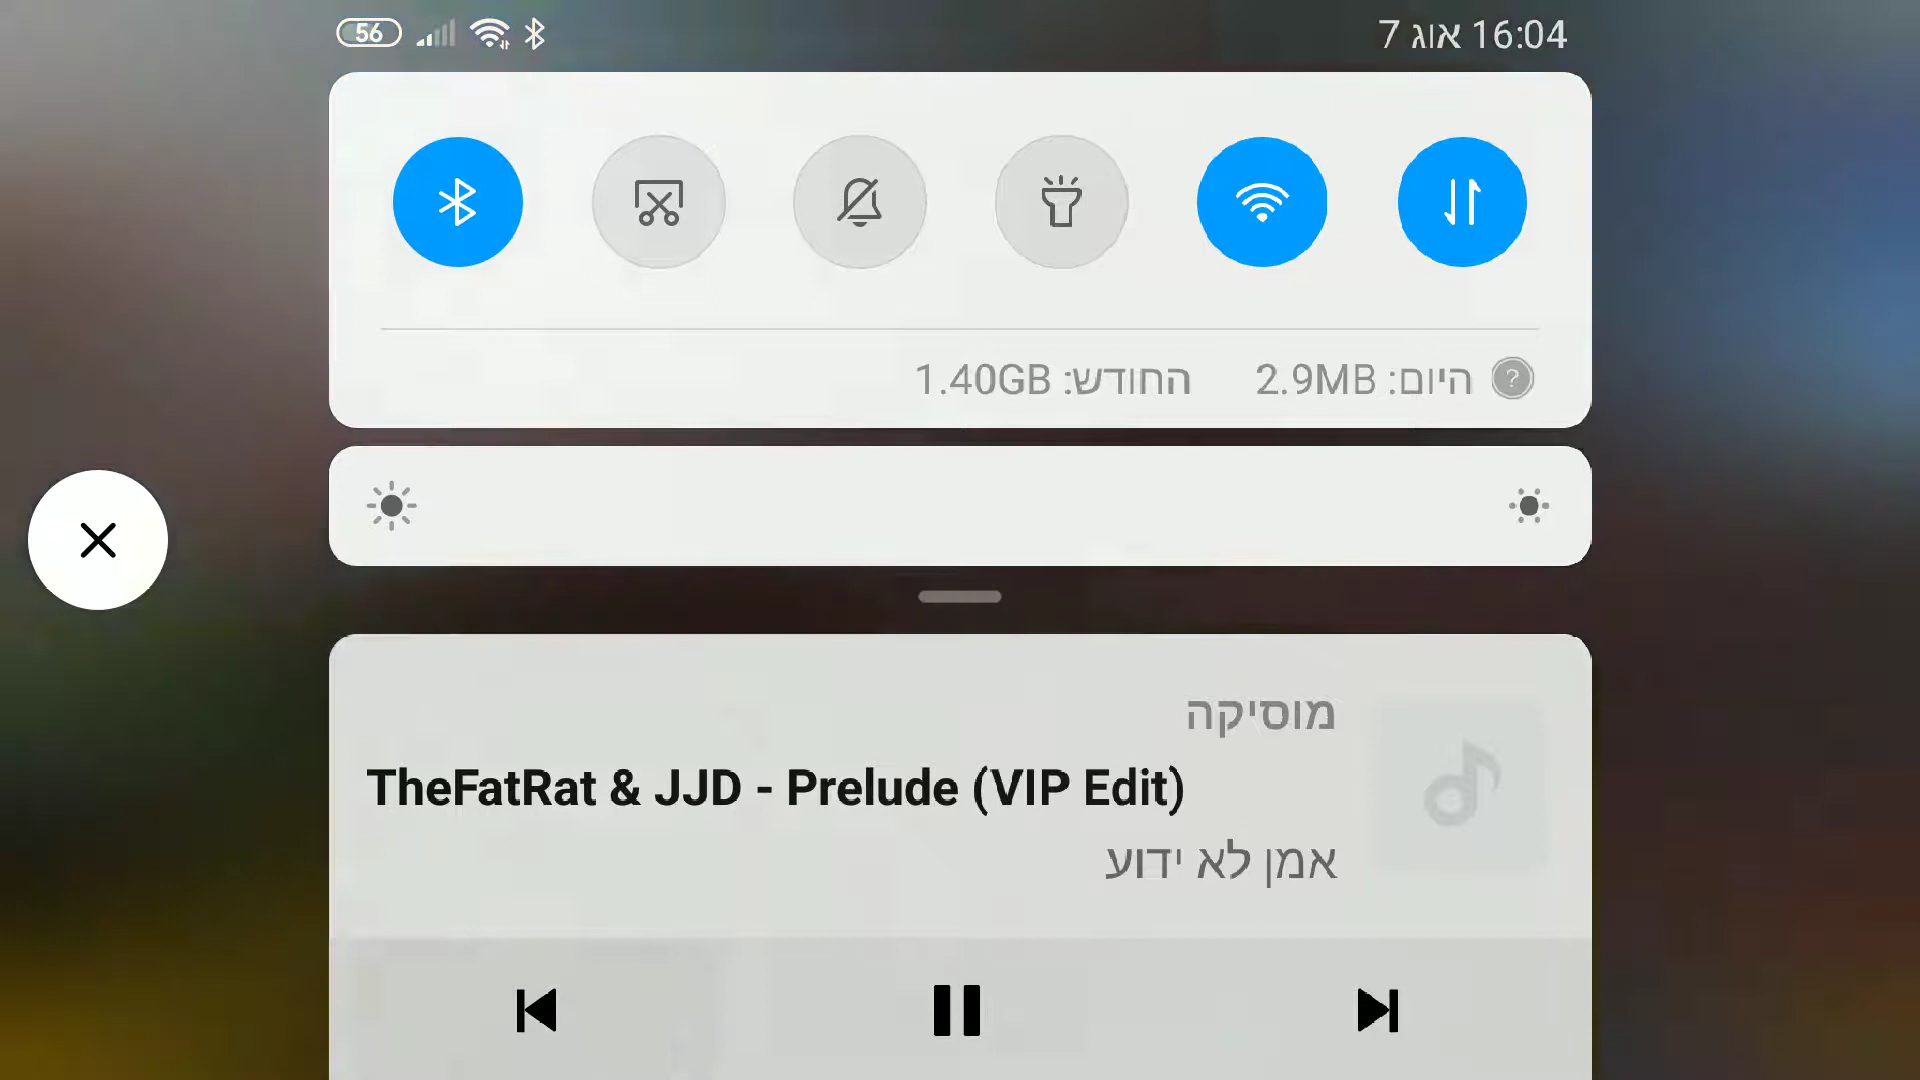 56
16:04 אוג 7
היום: 2.9MB החודש: 1.40GB
מוסיקה
TheFatRat & JJD - Prelude (VIP Edit)
אמן לא ידוע